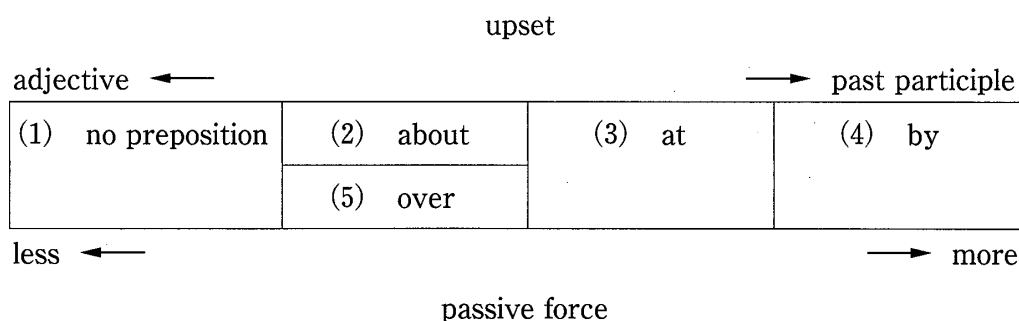 upset
adjective ← → past participle
(1) no preposition (2) about (3) at (4) by
(5) over
less ← → more
passive force